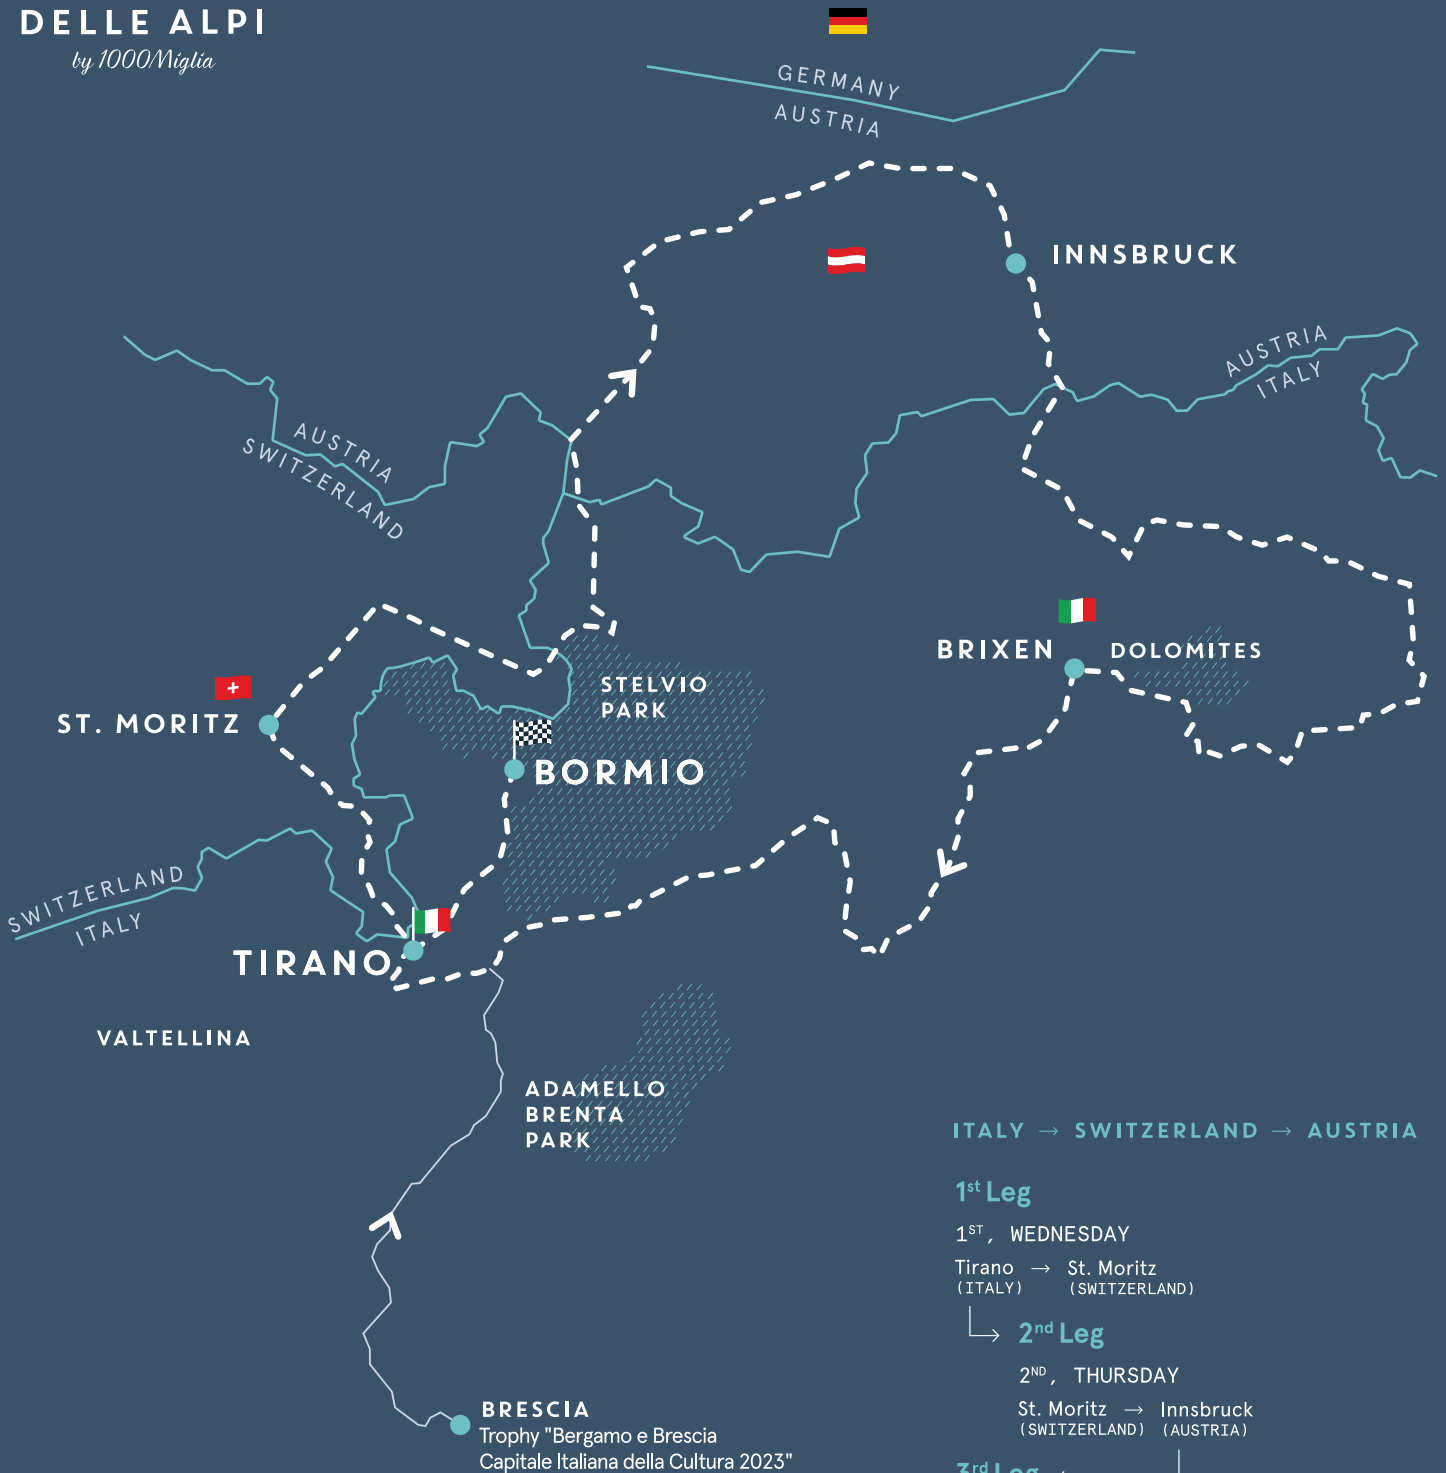 DELLE ALPI
by 1000Miglia
GERMANY
AUSTRIA
INNSBRUCK
AUSTRIA
ITALY
AUSTRIA
SWITZERLAND
BRIXEN
DOLOMITES
STELVIO
PARK
ST. MORITZ
BORMIO
SWITZERLAND
ITALY
TIRANO
VALTELLINA
ADAMELLO
BRENTA
PARK
ITALY → SWITZERLAND → AUSTRIA
1st Leg
1ST, WEDNESDAY
Tirano → St. Moritz
(ITALY) (SWITZERLAND)
2nd Leg
2ND, THURSDAY
St. Moritz → Innsbruck
(SWITZERLAND) (AUSTRIA)
3rd Leg
BRESCIA
Trophy "Bergamo e Brescia
Capitale Italiana della Cultura 2023"